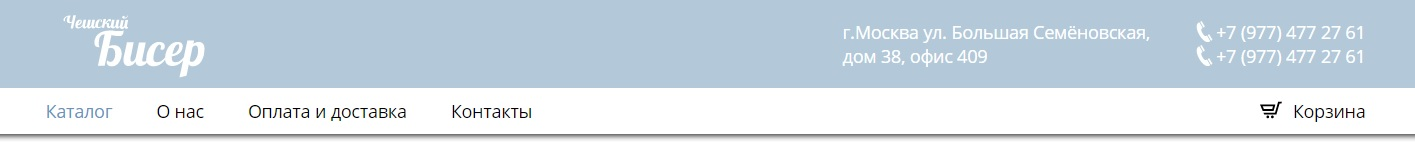 Чешский
Бисер
г.Москва ул. Большая Семёновская,
дом 38, офис 409
+7 (977) 477 27 61
+7 (977) 477 27 61
Каталог О нас Оплата и доставка Контакты Корзина